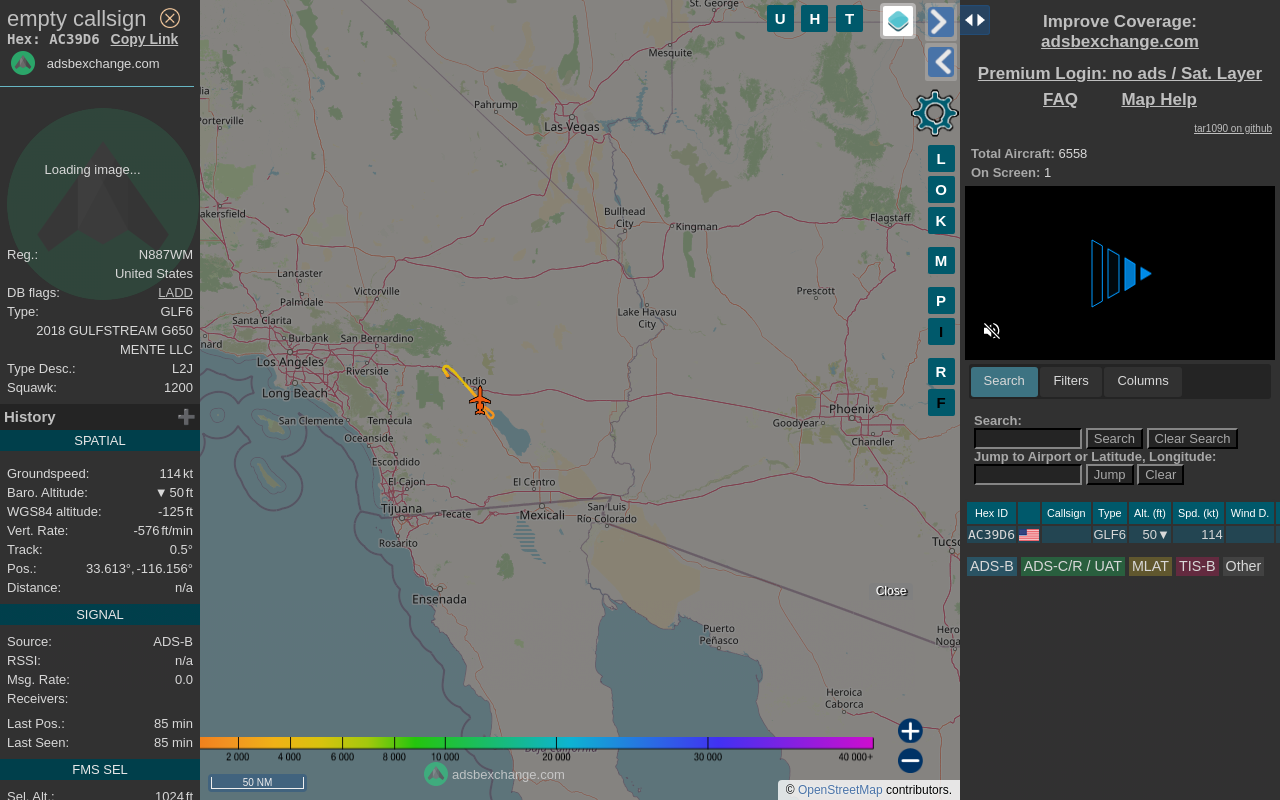 empty callsign
Hex: AC39D6 Copy Link
adsbexchange.com
Loading image...
Reg.: N887WM
United States
DB flags: LADD
Type: GLF6
2018 GULFSTREAM G650
MENTE LLC
Type Desc.: L2J
Squawk: 1200
History
SPATIAL
Groundspeed: 114 kt
Baro. Altitude: ▼ 50 ft
WGS84 altitude: -125 ft
Vert. Rate: -576 ft/min
Track: 0.5°
Pos.: 33.613°, -116.156°
Distance: n/a
SIGNAL
Source: ADS-B
RSSI: n/a
Msg. Rate: 0.0
Receivers:
Last Pos.: 85 min
Last Seen: 85 min
FMS SEL
Sel. Alt.: 1024 ft
St. George
Mesquite
Pahrump
Las Vegas
Porterville
Bullhead
City
Kingman
Flagstaff
Lancaster
Victorville
Palmdale
Prescott
Santa Clarita
Lake Havasu
City
Burbank
San Bernardino
Los Angeles
Riverside
Indio
Long Beach
San Clemente
Temecula
Phoenix
Goodyear
Chandler
Oceanside
Escondido
El Cajon
El Centro
Tijuana
Tecate
Mexicali
San Luis
Río Colorado
Rosarito
Ensenada
Puerto
Peñasco
Heroica
Caborca
Close
U H T
L
O
K
M
P
I
R
F
2 000 4 000 6 000 8 000 10 000 20 000 30 000 40 000+
50 NM
adsbexchange.com
© OpenStreetMap contributors.
Improve Coverage:
adsbexchange.com
Premium Login: no ads / Sat. Layer
FAQ Map Help
tar1090 on github
Total Aircraft: 6558
On Screen: 1
Search Filters Columns
Search:
Search Clear Search
Jump to Airport or Latitude, Longitude:
Jump Clear
Hex ID Callsign Type Alt. (ft) Spd. (kt) Wind D.
AC39D6 GLF6 50▼ 114
ADS-B ADS-C/R / UAT MLAT TIS-B Other